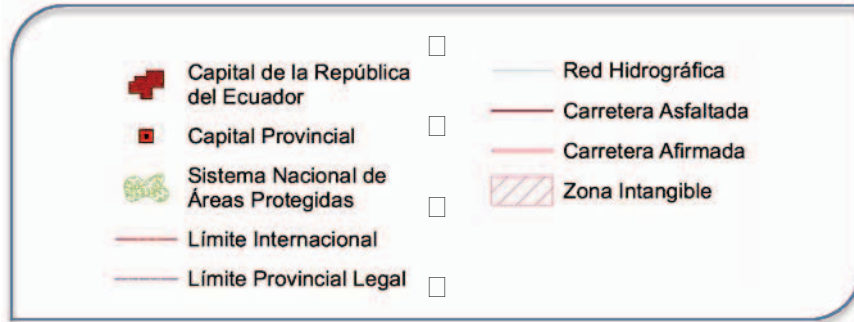 Capital de la República
del Ecuador
Capital Provincial
Sistema Nacional de
Áreas Protegidas
Límite Internacional
Límite Provincial Legal
Red Hidrográfica
Carretera Asfaltada
Carretera Afirmada
Zona Intangible